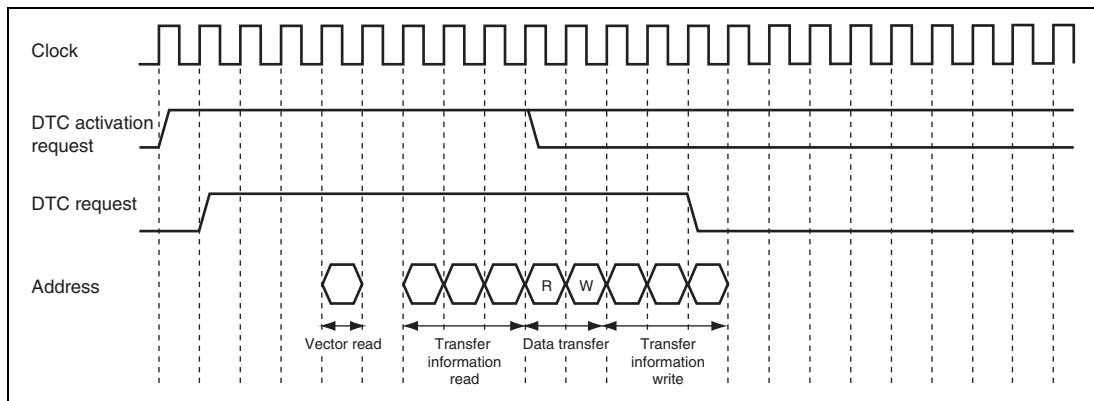 Clock
DTC activation
request
DTC request
Address
R
W
Vector read
Transfer
information
read
Data transfer
Transfer
information
write